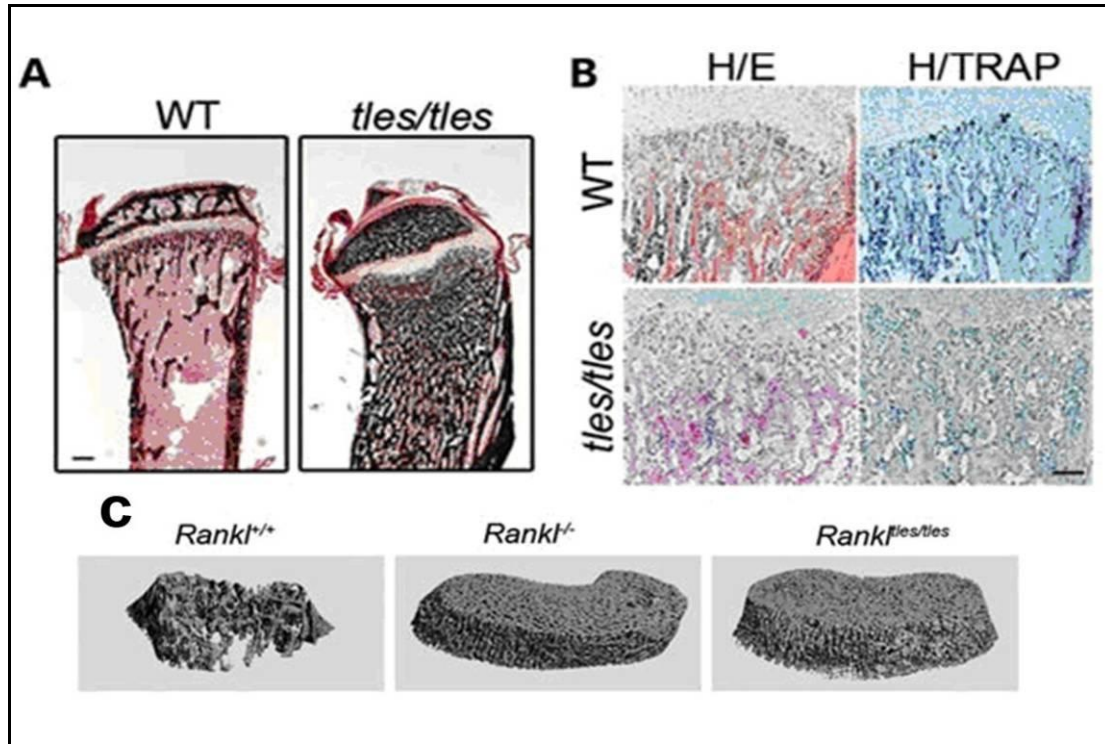 A
WT
tles/tles
B
H/E
H/TRAP
WT
tles/tles
C
Rankl+/+
Rankl-/-
Rankltles/tles